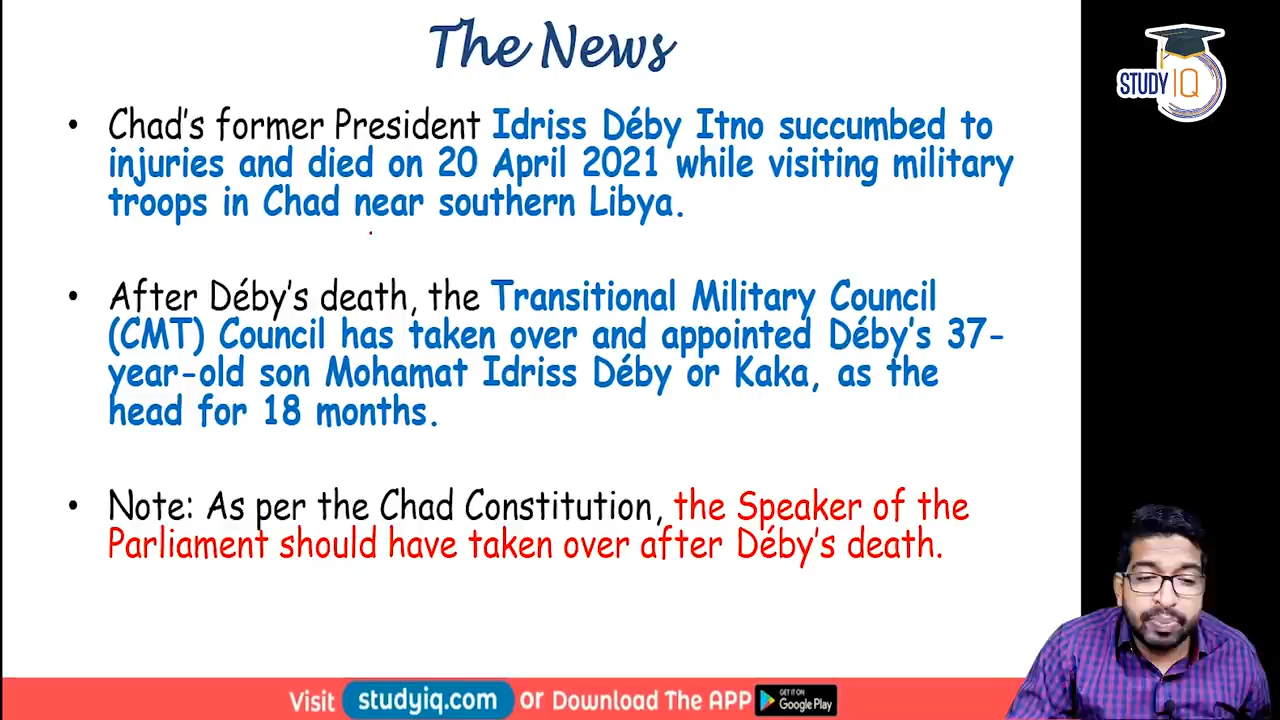 The News
STUDY IQ
• Chad's former President Idriss Déby Itno succumbed to
injuries and died on 20 April 2021 while visiting military
troops in Chad near southern Libya.
• After Déby's death, the Transitional Military Council
(CMT) Council has taken over and appointed Déby's 37-
year-old son Mohamat Idriss Déby or Kaka, as the
head for 18 months.
• Note: As per the Chad Constitution, the Speaker of the
Parliament should have taken over after Déby's death.
Visit studyiq.com or Download The APP GET IT ON Google Play